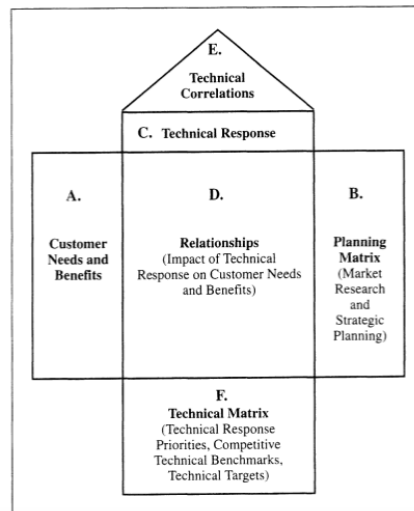 E.
Technical
Correlations
C. Technical Response
A.
Customer
Needs and
Benefits
D.
Relationships
(Impact of Technical
Response on Customer Needs
and Benefits)
B.
Planning
Matrix
(Market
Research
and
Strategic
Planning)
F.
Technical Matrix
(Technical Response
Priorities, Competitive
Technical Benchmarks,
Technical Targets)